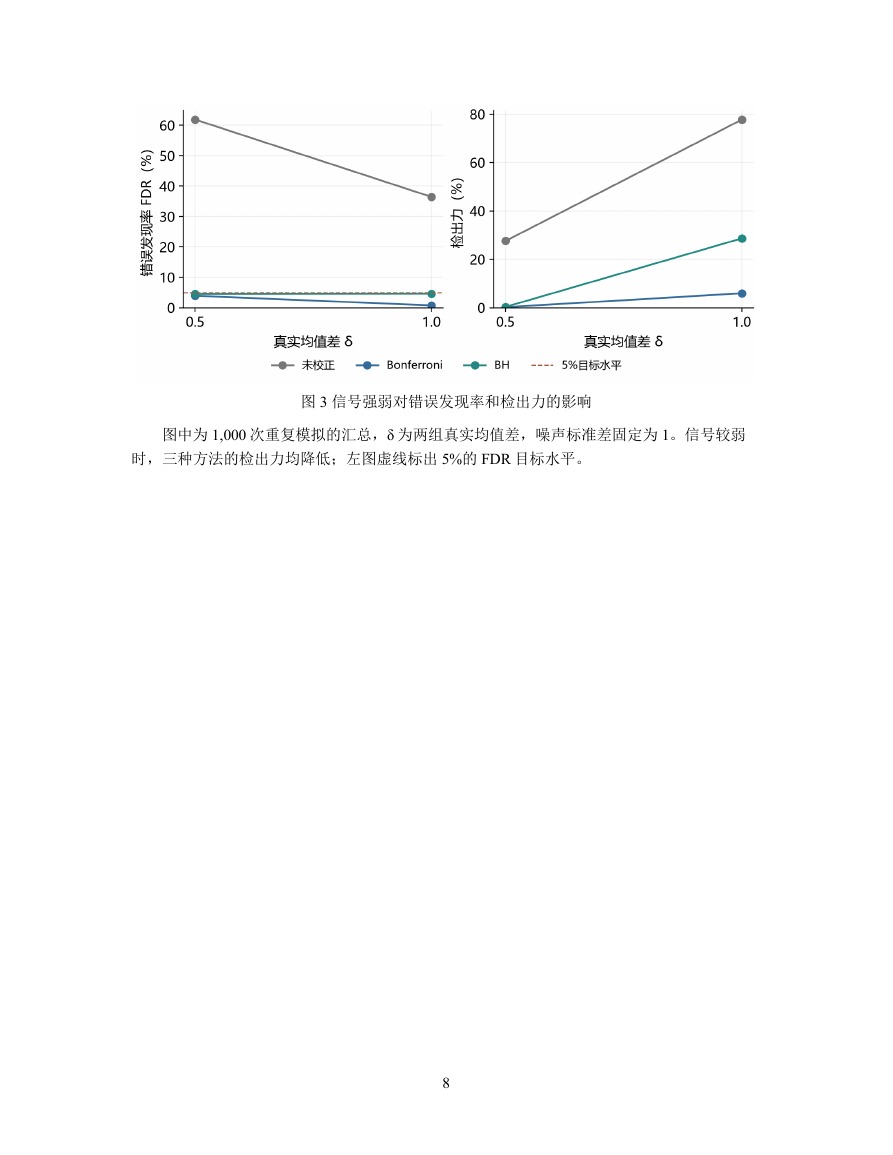 60
50
40
30
20
10
0
错误发现率 FDR（%）
0.5
1.0
真实均值差 δ
80
60
40
20
0
检出力（%）
0.5
1.0
真实均值差 δ
未校正
Bonferroni
BH
5%目标水平
图 3 信号强弱对错误发现率和检出力的影响
图中为 1,000 次重复模拟的汇总，δ 为两组真实均值差，噪声标准差固定为 1。信号较弱
时，三种方法的检出力均降低；左图虚线标出 5%的 FDR 目标水平。
8